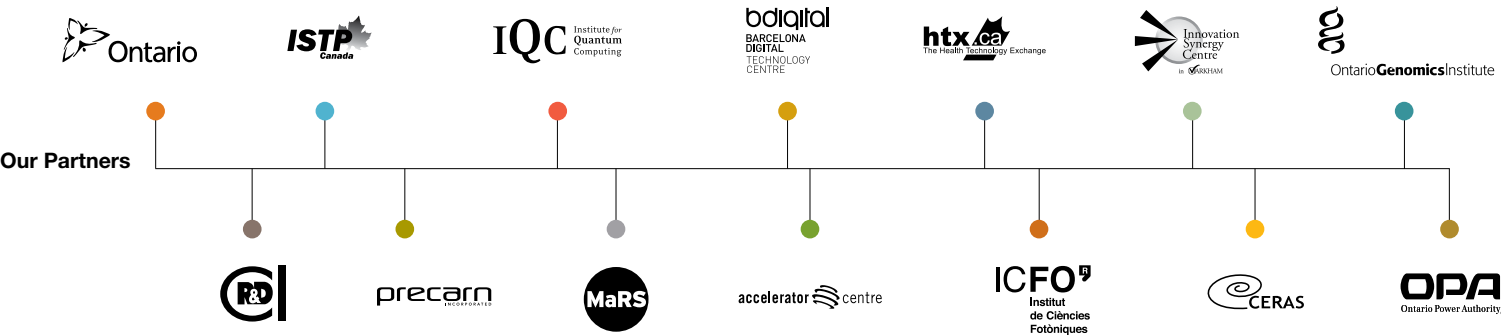 Ontario
ISTP
Canada
IQC
Institute for
Quantum
Computing
bdigital
BARCELONA
DIGITAL
TECHNOLOGY
CENTRE
htx.ca
The Health Technology Exchange
Innovation
Synergy
Centre
in MARKHAM
OntarioGenomicsInstitute
Our Partners
R&D
precarn
INCORPORATED
MaRS
accelerator centre
ICFO R
Institut
de Ciències
Fotòniques
CERAS
OPA
Ontario Power Authority